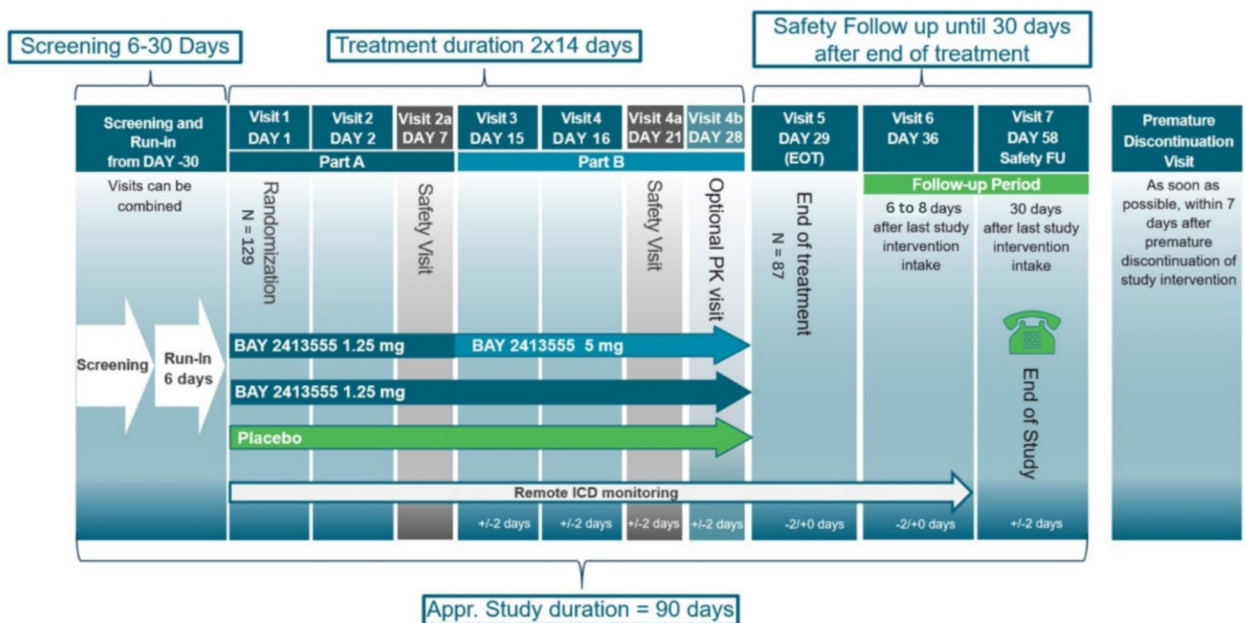 Screening 6-30 Days
Treatment duration 2x14 days
Safety Follow up until 30 days
after end of treatment
Screening and
Run-in
from DAY -30
Visit 1
DAY 1
Visit 2
DAY 2
Visit 2a
DAY 7
Visit 3
DAY 15
Visit 4
DAY 16
Visit 4a
DAY 21
Visit 4b
DAY 28
Visit 5
DAY 29
(EOT)
Visit 6
DAY 36
Visit 7
DAY 58
Safety FU
Premature
Discontinuation
Visit
Part A
Part B
Follow-up Period
Visits can be
combined
Randomization
N = 129
Safety Visit
Safety Visit
Optional PK visit
End of treatment
N = 87
6 to 8 days
after last study
intervention
intake
30 days
after last study
intervention
intake
As soon as
possible, within 7
days after
premature
discontinuation of
study intervention
Screening
Run-In
6 days
BAY 2413555 1.25 mg
BAY 2413555 5 mg
BAY 2413555 1.25 mg
Placebo
End of Study
Remote ICD monitoring
+/-2 days
+/-2 days
+/-2 days
+/-2 days
-2/+0 days
-2/+0 days
+/-2 days
Appr. Study duration = 90 days